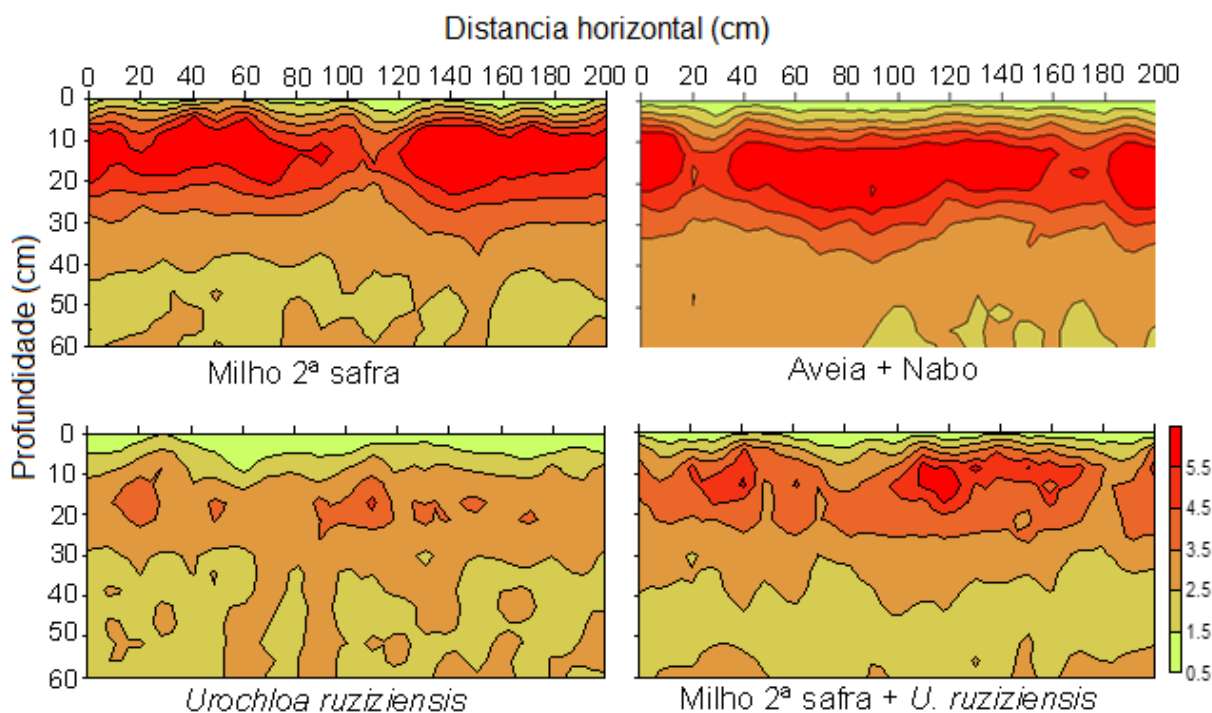 Distancia horizontal (cm)
0 20 40 60 80 100 120 140 160 180 200
0 20 40 60 80 100 120 140 160 180 200
Profundidade (cm)
0
10
20
30
40
50
60
Milho 2ª safra
Aveia + Nabo
0
10
20
30
40
50
60
5.5
4.5
3.5
2.5
1.5
0.5
Urochloa ruziziensis
Milho 2ª safra + U. ruziziensis